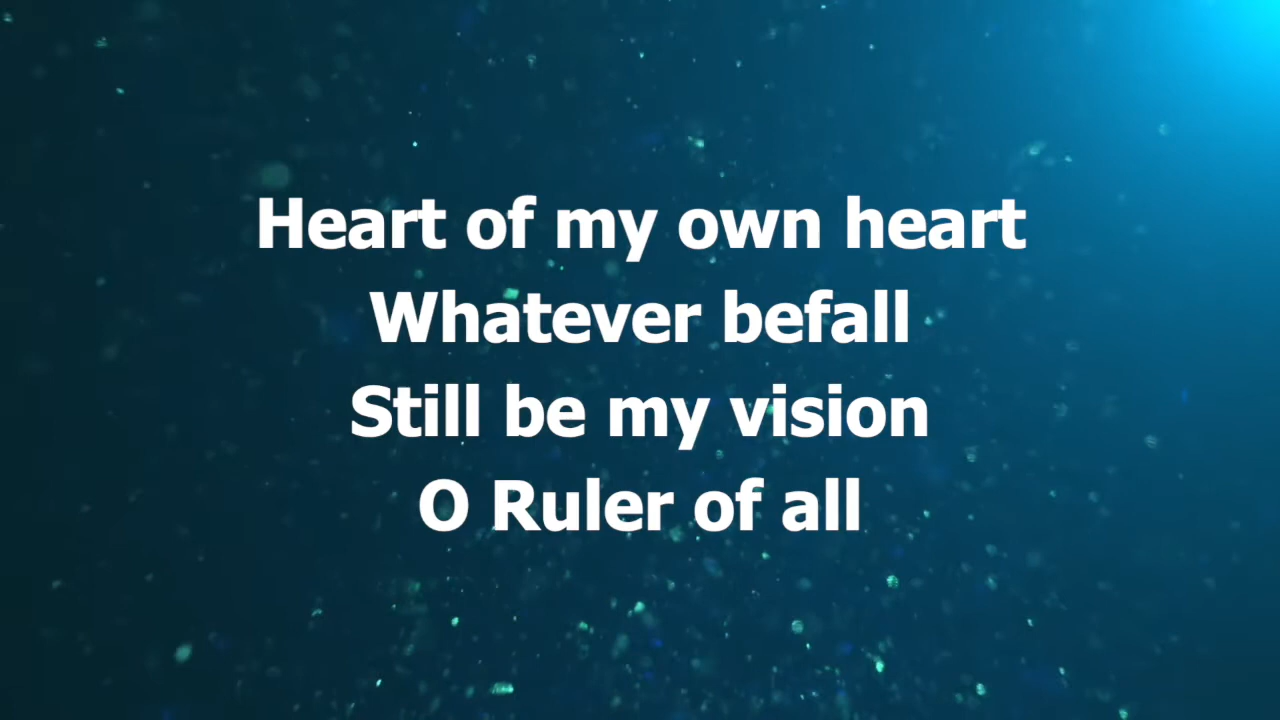 Heart of my own heart
Whatever befall
Still be my vision
O Ruler of all